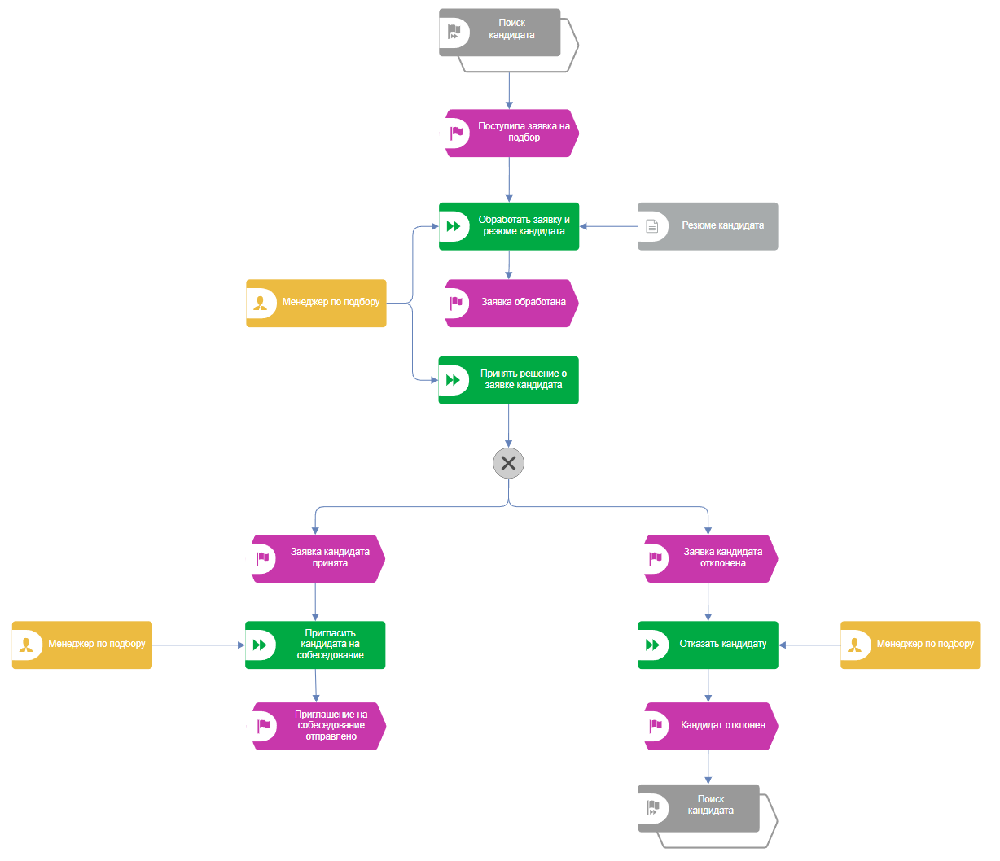 Поиск
кандидата
Поступила заявка на
подбор
Обработать заявку и
резюме кандидата
Резюме кандидата
Менеджер по подбору
Заявка обработана
Принять решение о
заявке кандидата
Заявка кандидата
принята
Заявка кандидата
отклонена
Менеджер по подбору
Пригласить
кандидата на
собеседование
Отказать кандидату
Менеджер по подбору
Приглашение на
собеседование
отправлено
Кандидат отклонен
Поиск
кандидата